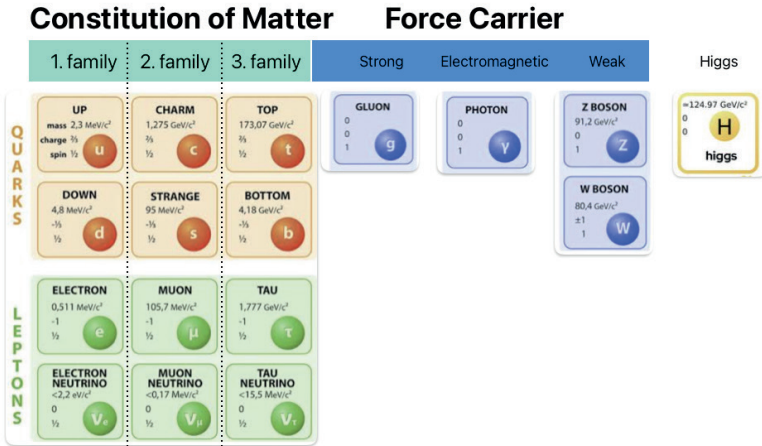 Constitution of Matter Force Carrier
1. family 2. family 3. family Strong Electromagnetic Weak Higgs
QUARKS
UP
mass 2,3 MeV/c²
charge ⅔
spin ½
u
CHARM
1,275 GeV/c²
⅔
½
c
TOP
173,07 GeV/c²
⅔
½
t
GLUON
0
0
1
g
PHOTON
0
0
1
γ
Z BOSON
91,2 GeV/c²
0
1
Z
≈124.97 GeV/c²
0
0
H
higgs
DOWN
4,8 MeV/c²
-⅓
½
d
STRANGE
95 MeV/c²
-⅓
½
s
BOTTOM
4,18 GeV/c²
-⅓
½
b
W BOSON
80,4 GeV/c²
±1
1
W
LEPTONS
ELECTRON
0,511 MeV/c²
-1
½
e
MUON
105,7 MeV/c²
-1
½
μ
TAU
1,777 GeV/c²
-1
½
τ
ELECTRON
NEUTRINO
<2,2 eV/c²
0
½
νe
MUON
NEUTRINO
<0,17 MeV/c²
0
½
νμ
TAU
NEUTRINO
<15,5 MeV/c²
0
½
ντ